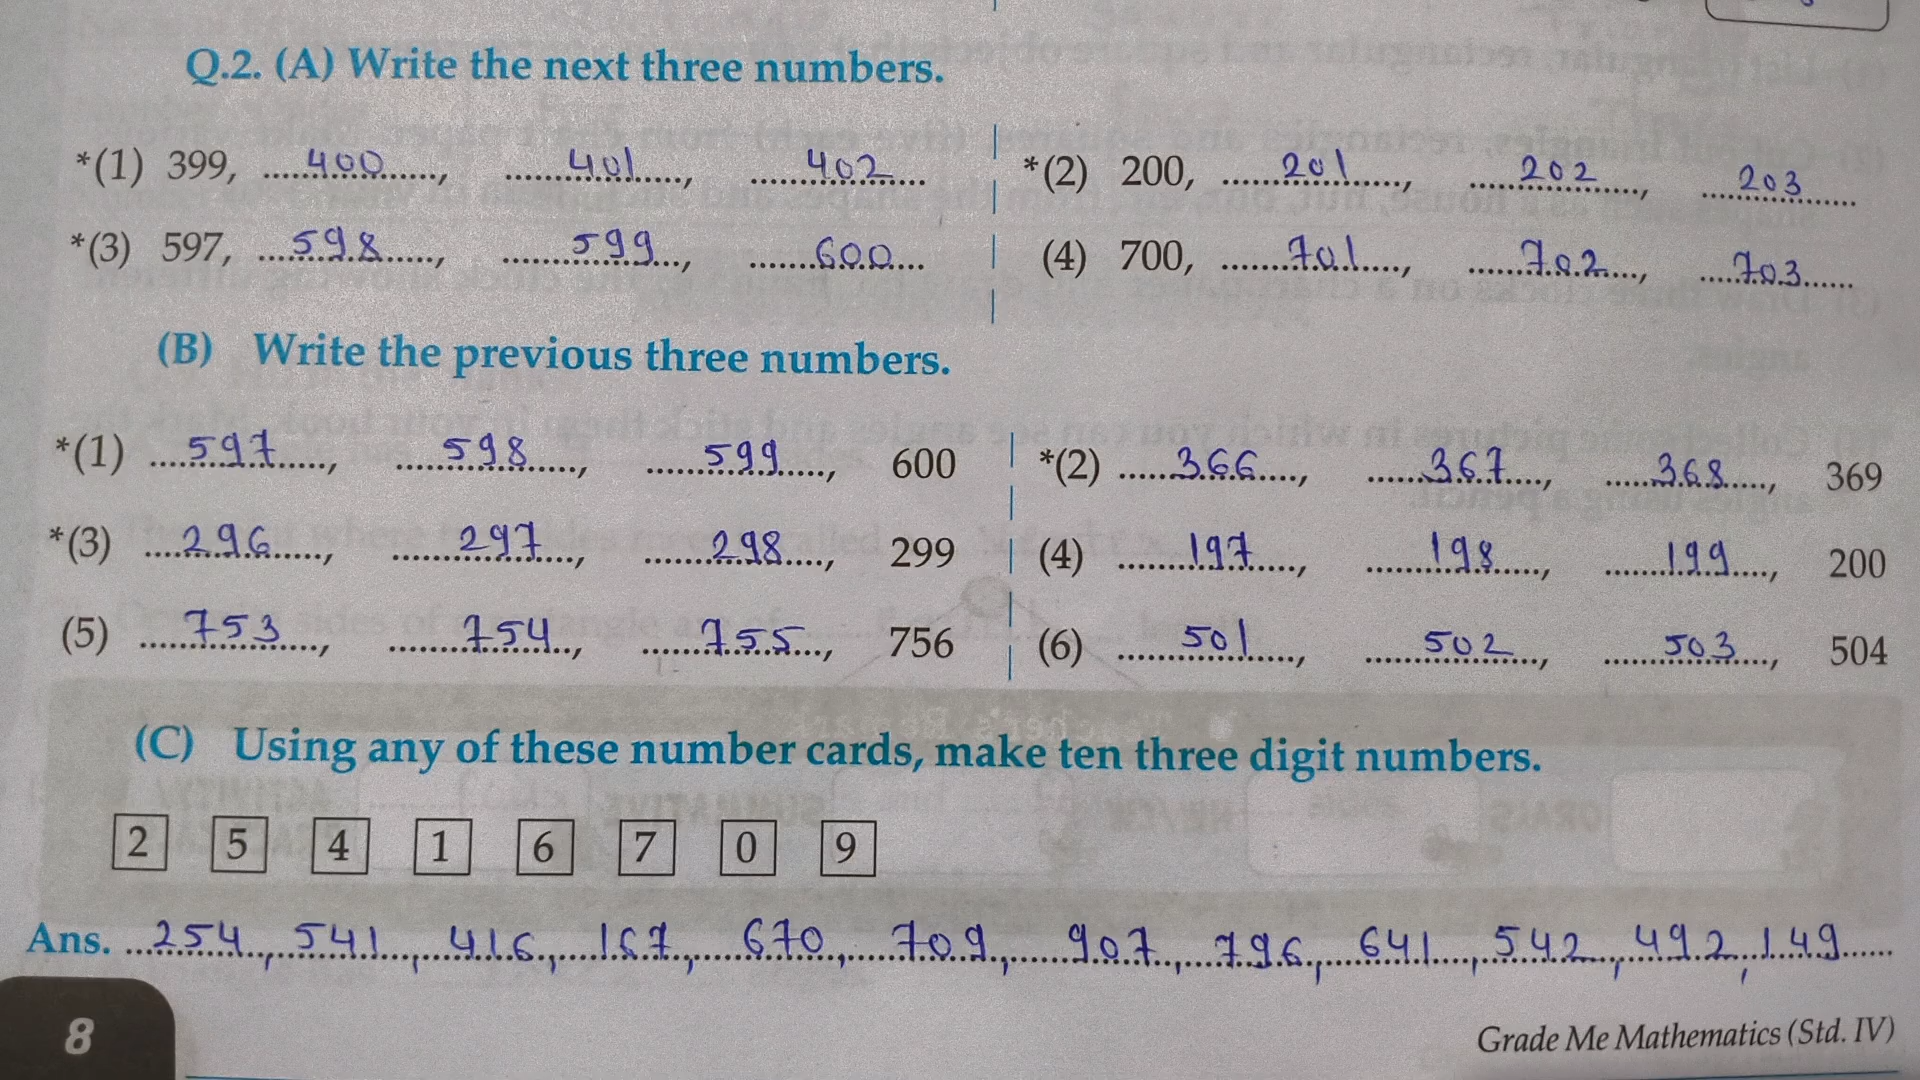 Q.2. (A) Write the next three numbers.
*(1) 399, 400, 401, 402 *(2) 200, 201, 202, 203
*(3) 597, 598, 599, 600 (4) 700, 701, 702, 703
(B) Write the previous three numbers.
*(1) 597, 598, 599, 600 *(2) 366, 367, 368, 369
*(3) 296, 297, 298, 299 (4) 197, 198, 199, 200
(5) 753, 754, 755, 756 (6) 501, 502, 503, 504
(C) Using any of these number cards, make ten three digit numbers.
2 5 4 1 6 7 0 9
Ans. 254, 541, 416, 167, 670, 709, 907, 796, 641, 542, 492, 149
8
Grade Me Mathematics (Std. IV)